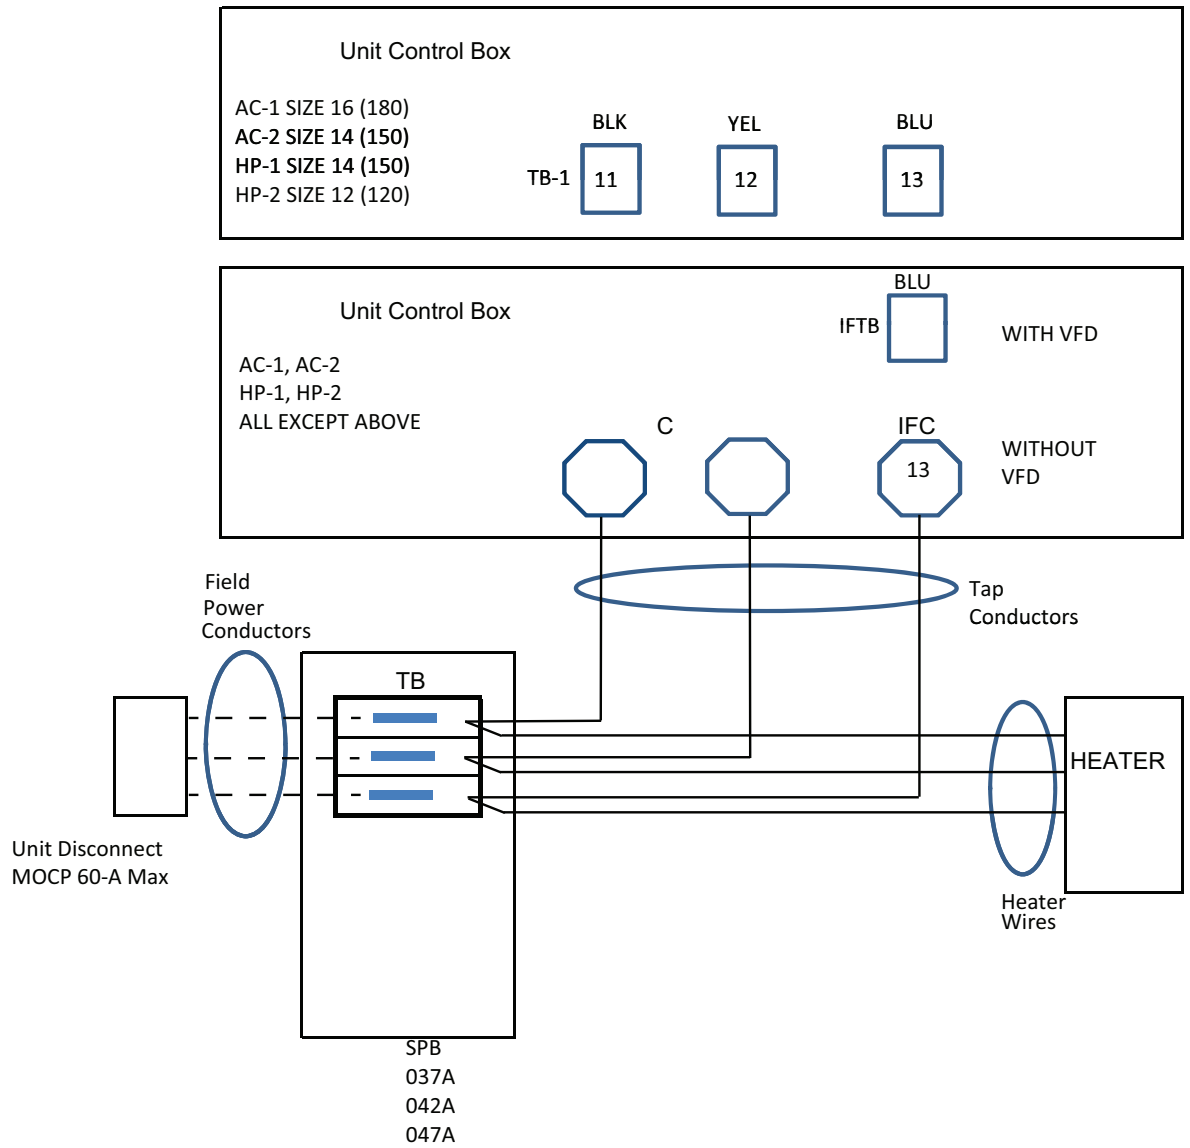 Unit Control Box
AC-1 SIZE 16 (180)
AC-2 SIZE 14 (150)
HP-1 SIZE 14 (150)
HP-2 SIZE 12 (120)
BLK
YEL
BLU
TB-1
11
12
13
Unit Control Box
BLU
IFTB
WITH VFD
AC-1, AC-2
HP-1, HP-2
ALL EXCEPT ABOVE
C
IFC
13
WITHOUT
VFD
Field
Power
Conductors
Tap
Conductors
TB
HEATER
Unit Disconnect
MOCP 60-A Max
Heater
Wires
SPB
037A
042A
047A